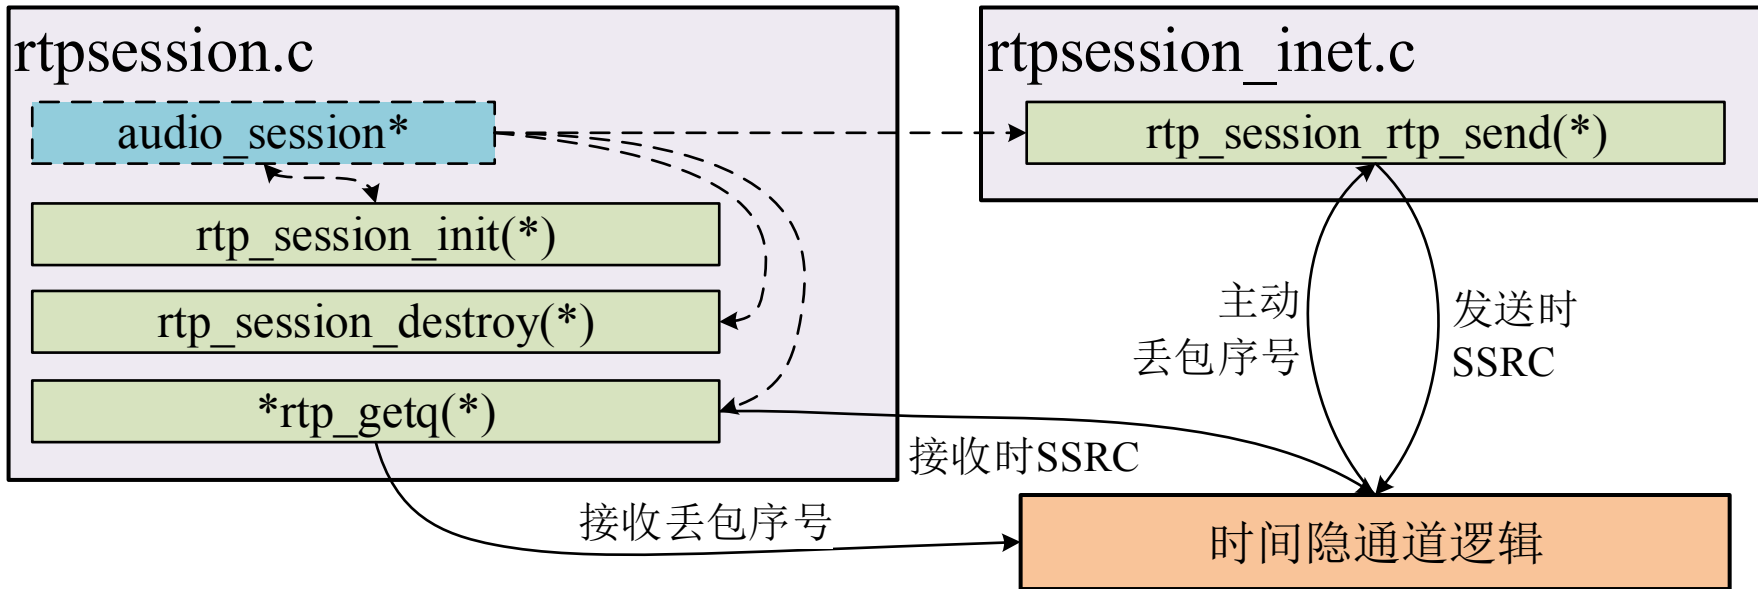 rtpsession.c
audio_session*
rtp_session_init(*)
rtp_session_destroy(*)
*rtp_getq(*)
rtpsession_inet.c
rtp_session_rtp_send(*)
主动
丢包序号
发送时
SSRC
接收时SSRC
接收丢包序号
时间隐通道逻辑